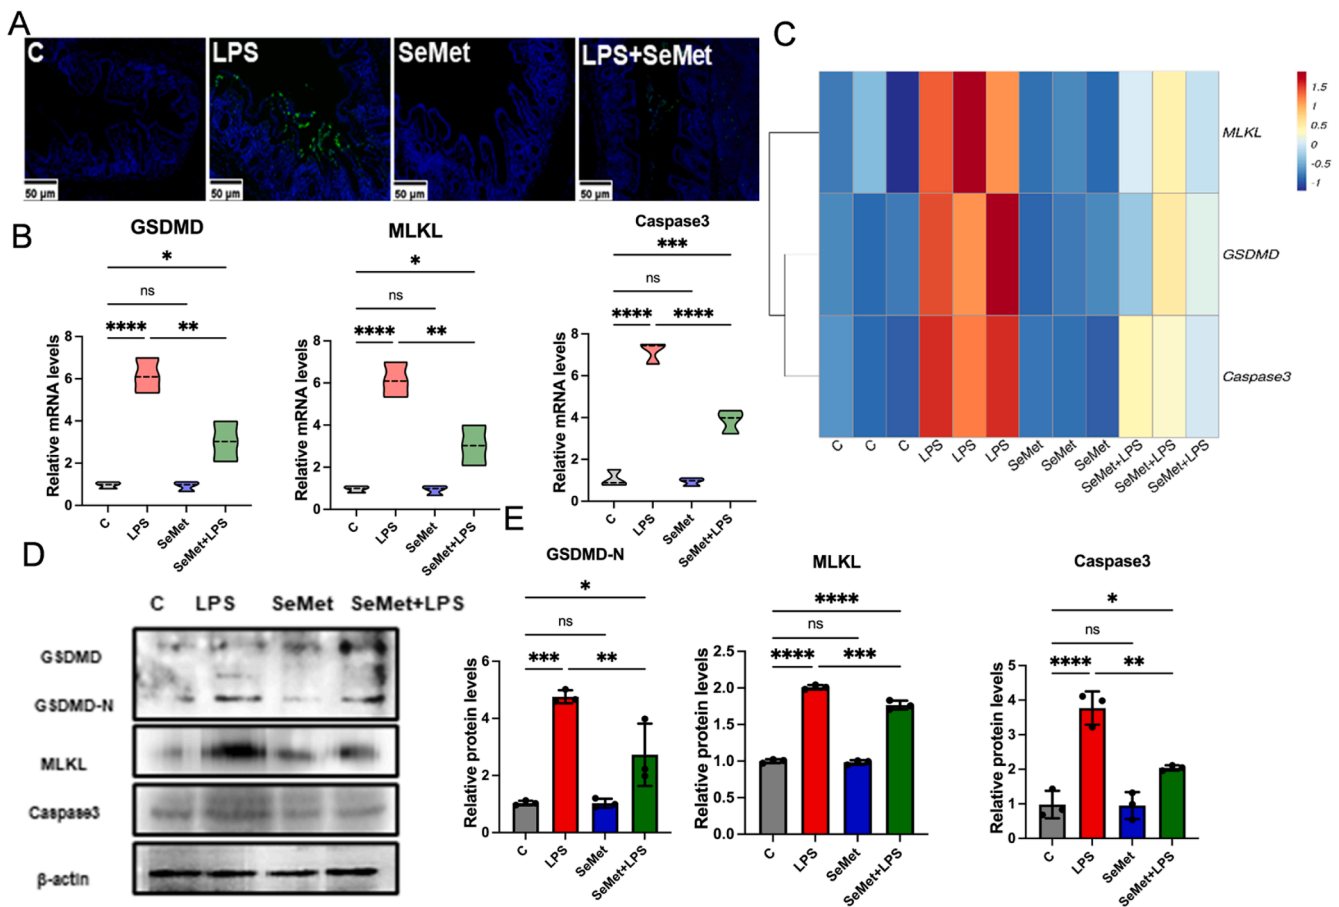 A
C LPS SeMet LPS+SeMet
50 µm 50 µm 50 µm 50 µm
B
GSDMD
*
ns
**** **
Relative mRNA levels
8
6
4
2
0
C LPS SeMet SeMet+LPS
MLKL
*
ns
**** **
Relative mRNA levels
8
6
4
2
0
C LPS SeMet SeMet+LPS
Caspase3
***
ns
**** ****
Relative mRNA levels
8
6
4
2
0
C LPS SeMet SeMet+LPS
C
1.5
1
0.5
0
-0.5
-1
MLKL
GSDMD
Caspase3
C C C LPS LPS LPS SeMet SeMet SeMet SeMet+LPS SeMet+LPS SeMet+LPS
D
C LPS SeMet SeMet+LPS
GSDMD
GSDMD-N
MLKL
Caspase3
β-actin
E
GSDMD-N
*
ns
*** **
Relative protein levels
6
4
2
0
C LPS SeMet SeMet+LPS
MLKL
****
ns
**** ***
Relative protein levels
2.5
2.0
1.5
1.0
0.5
0.0
C LPS SeMet SeMet+LPS
Caspase3
*
ns
**** **
Relative protein levels
5
4
3
2
1
0
C LPS SeMet SeMet+LPS